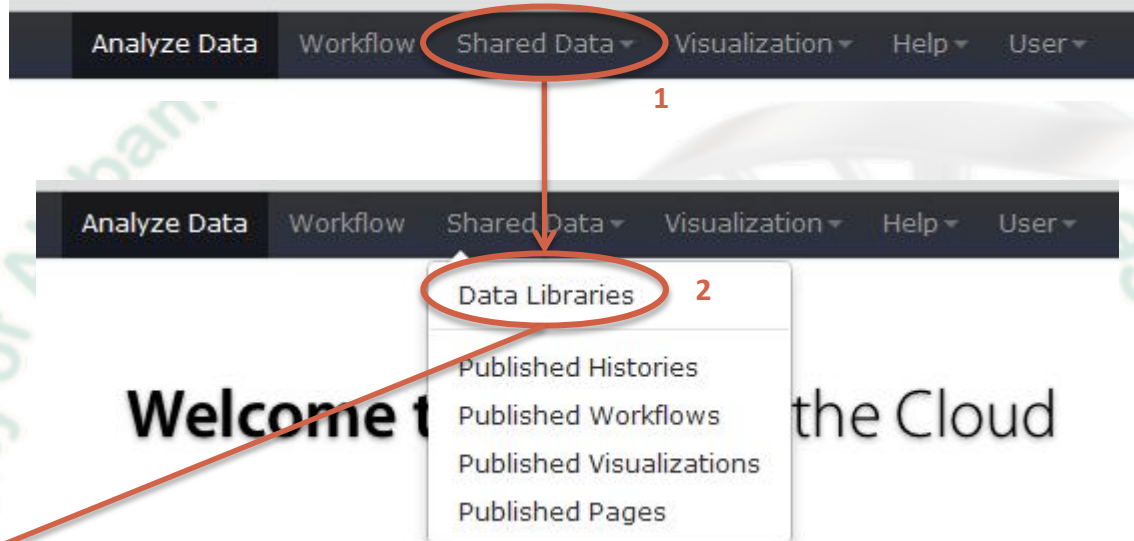 Analyze Data Workflow Shared Data Visualization Help User
1
Analyze Data Workflow Shared Data Visualization Help User
Data Libraries 2
Published Histories
Welcome t the Cloud
Published Workflows
Published Visualizations
Published Pages
of